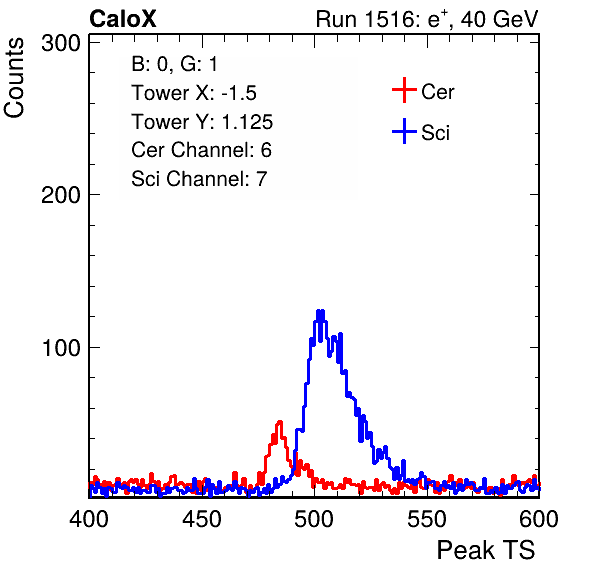 CaloX Run 1516: e⁺, 40 GeV
Counts
300
200
100
B: 0, G: 1
Tower X: -1.5
Tower Y: 1.125
Cer Channel: 6
Sci Channel: 7
Cer
Sci
400 450 500 550 600
Peak TS